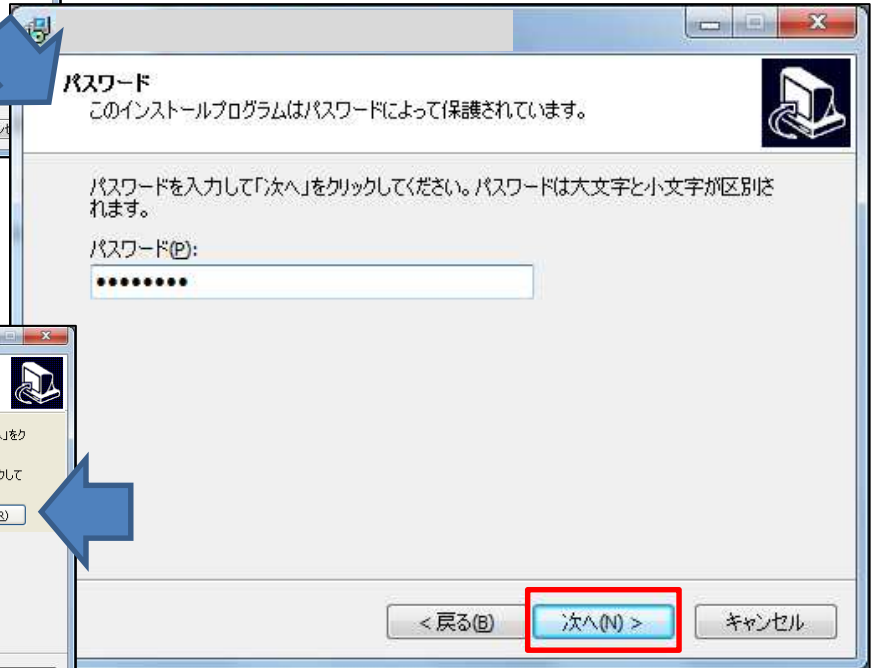 パスワード
このインストールプログラムはパスワードによって保護されています。
パスワードを入力して「次へ」をクリックしてください。パスワードは大文字と小文字が区別さ
れます。
パスワード(P):
••••••••
」をク
して
< 戻る(B)
次へ(N) >
キャンセル